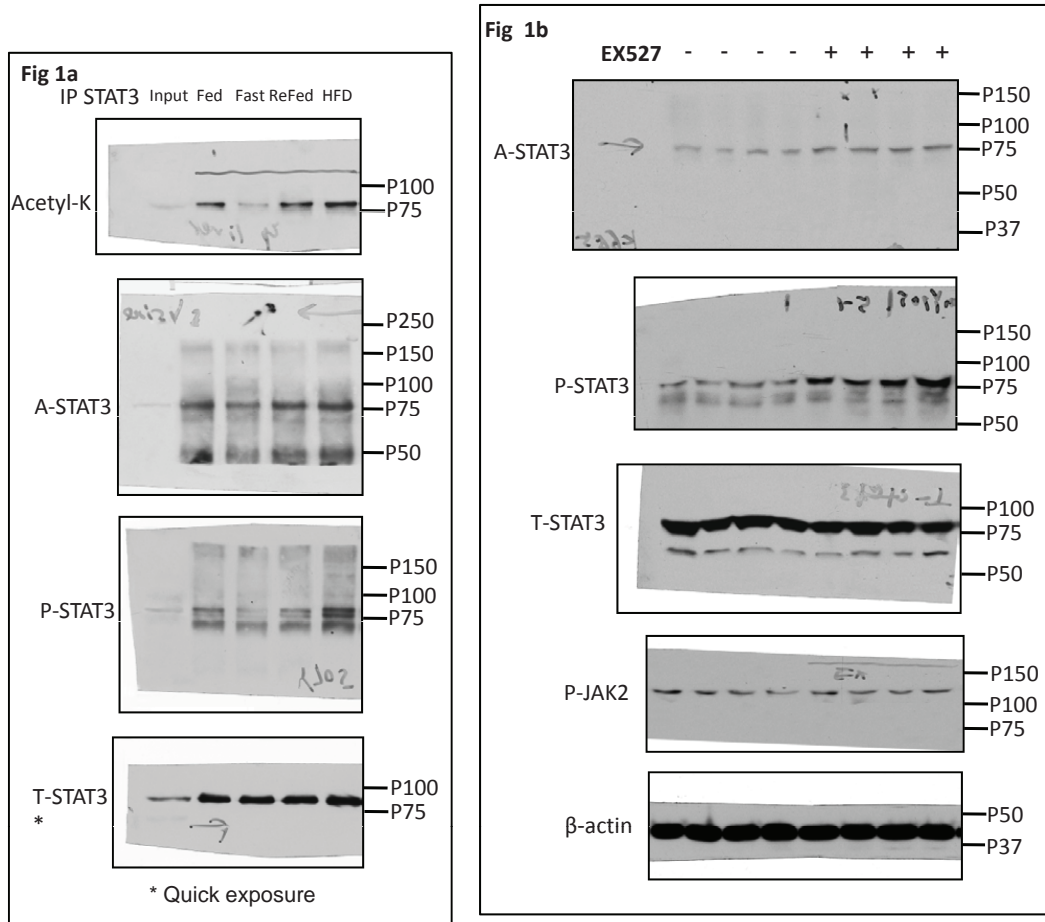 Fig 1a
IP STAT3 Input Fed Fast ReFed HFD
Acetyl-K
P100
P75
A-STAT3
P250
P150
P100
P75
P50
P-STAT3
P150
P100
P75
T-STAT3
*
P100
P75
* Quick exposure
Fig 1b
EX527 - - - - + + + +
A-STAT3
P150
P100
P75
P50
P37
P-STAT3
P150
P100
P75
P50
T-STAT3
P100
P75
P50
P-JAK2
P150
P100
P75
β-actin
P50
P37